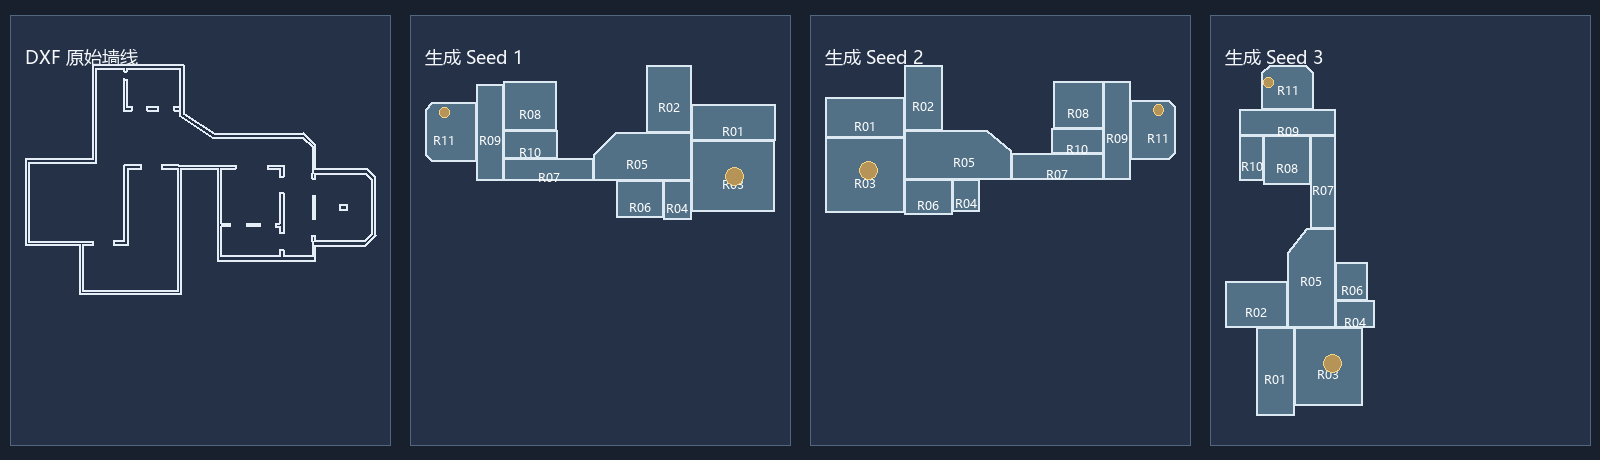 DXF 原始墙线
生成 Seed 1
R11
R09
R08
R10
R07
R02
R05
R01
R03
R06
R04
生成 Seed 2
R01
R02
R03
R05
R06
R04
R08
R10
R07
R09
R11
生成 Seed 3
R11
R09
R10
R08
R07
R05
R02
R06
R04
R01
R03